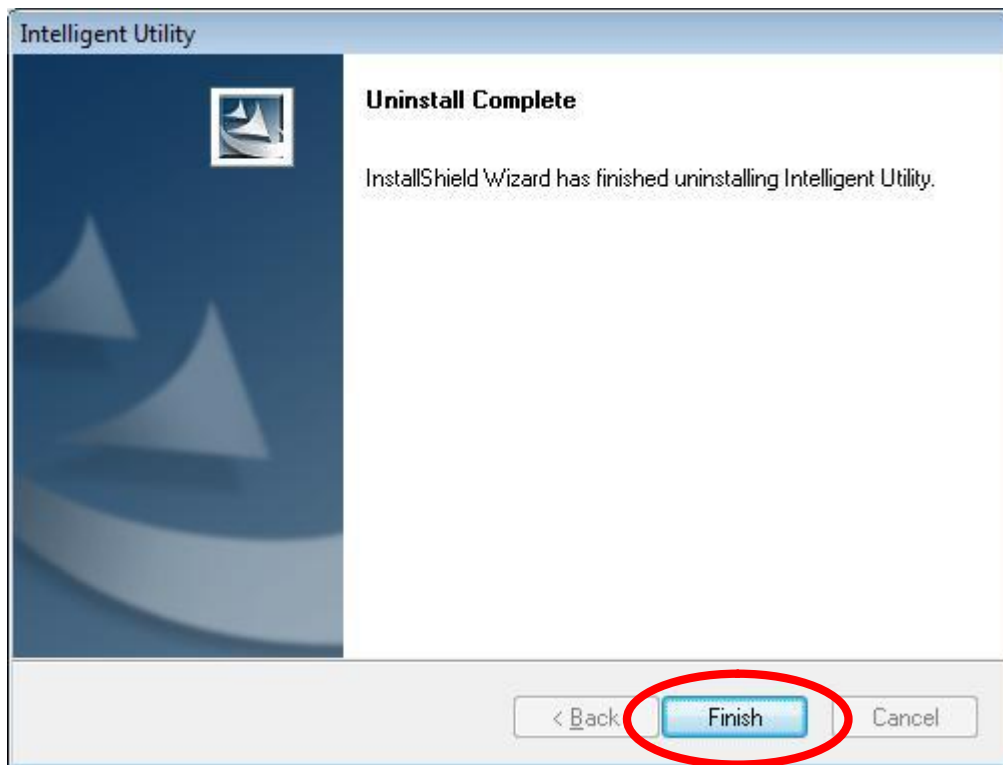 Intelligent Utility
Uninstall Complete
InstallShield Wizard has finished uninstalling Intelligent Utility.
< Back Finish Cancel